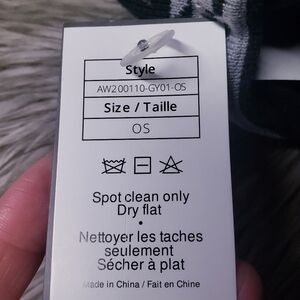 Style
AW200110-GY01-OS
Size / Taille
OS
Spot clean only
Dry flat
•
Nettoyer les taches
seulement
Sécher à plat
Made in China / Fait en Chine